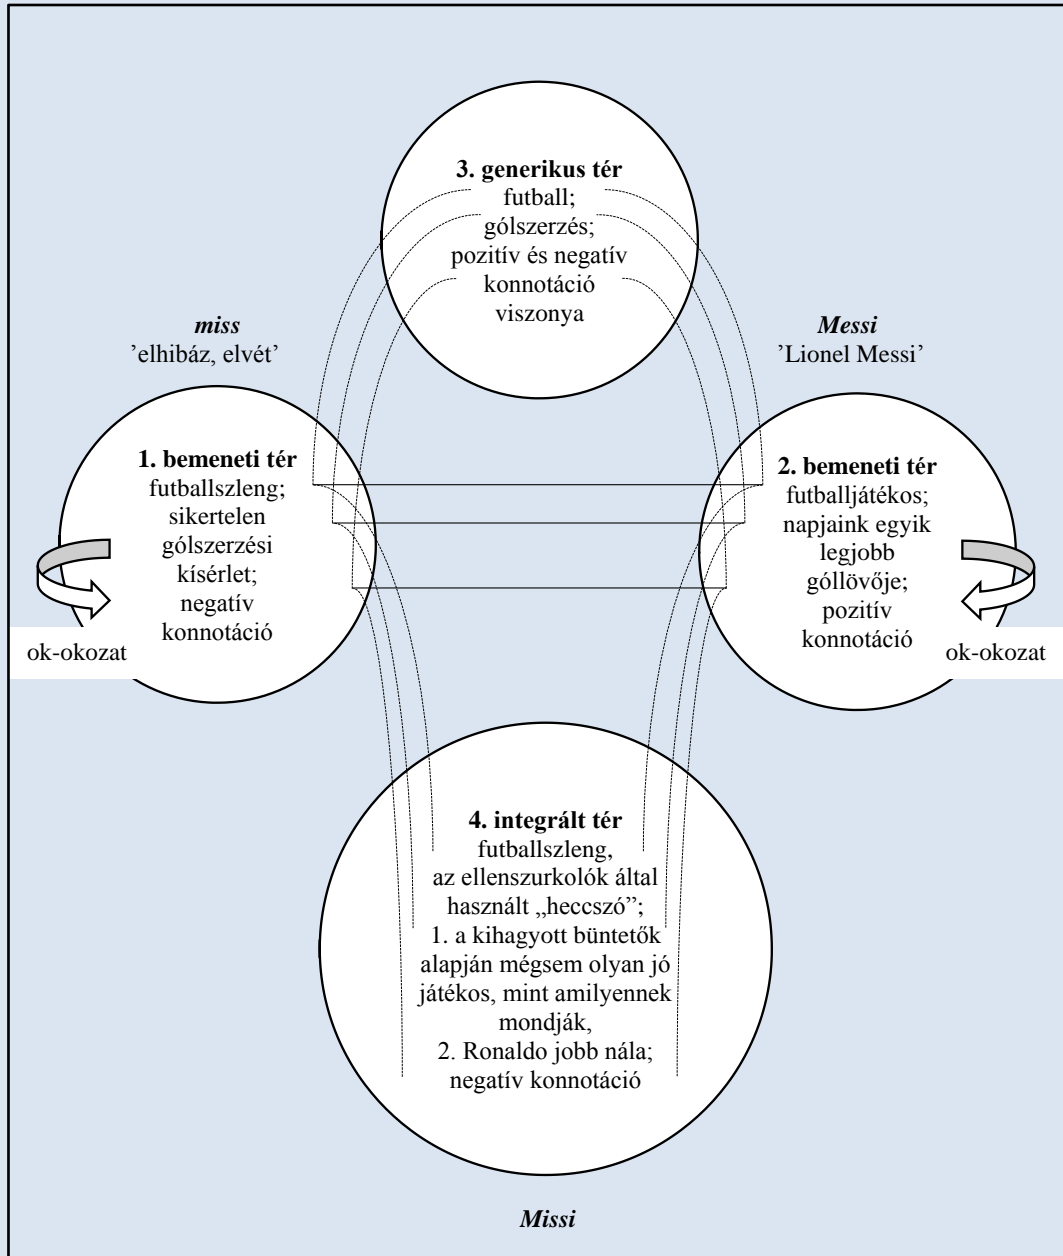 3. generikus tér
futball;
gólszerzés;
pozitív és negatív
konnotáció
viszonya
miss
’elhibáz, elvét’
Messi
’Lionel Messi’
1. bemeneti tér
futballszleng;
sikertelen
gólszerzési
kísérlet;
negatív
konnotáció
ok-okozat
2. bemeneti tér
futballjátékos;
napjaink egyik
legjobb
góllövője;
pozitív
konnotáció
ok-okozat
4. integrált tér
futballszleng,
az ellenszurkolók által
használt „heccszó”;
1. a kihagyott büntetők
alapján mégsem olyan jó
játékos, mint amilyennek
mondják,
2. Ronaldo jobb nála;
negatív konnotáció
Missi